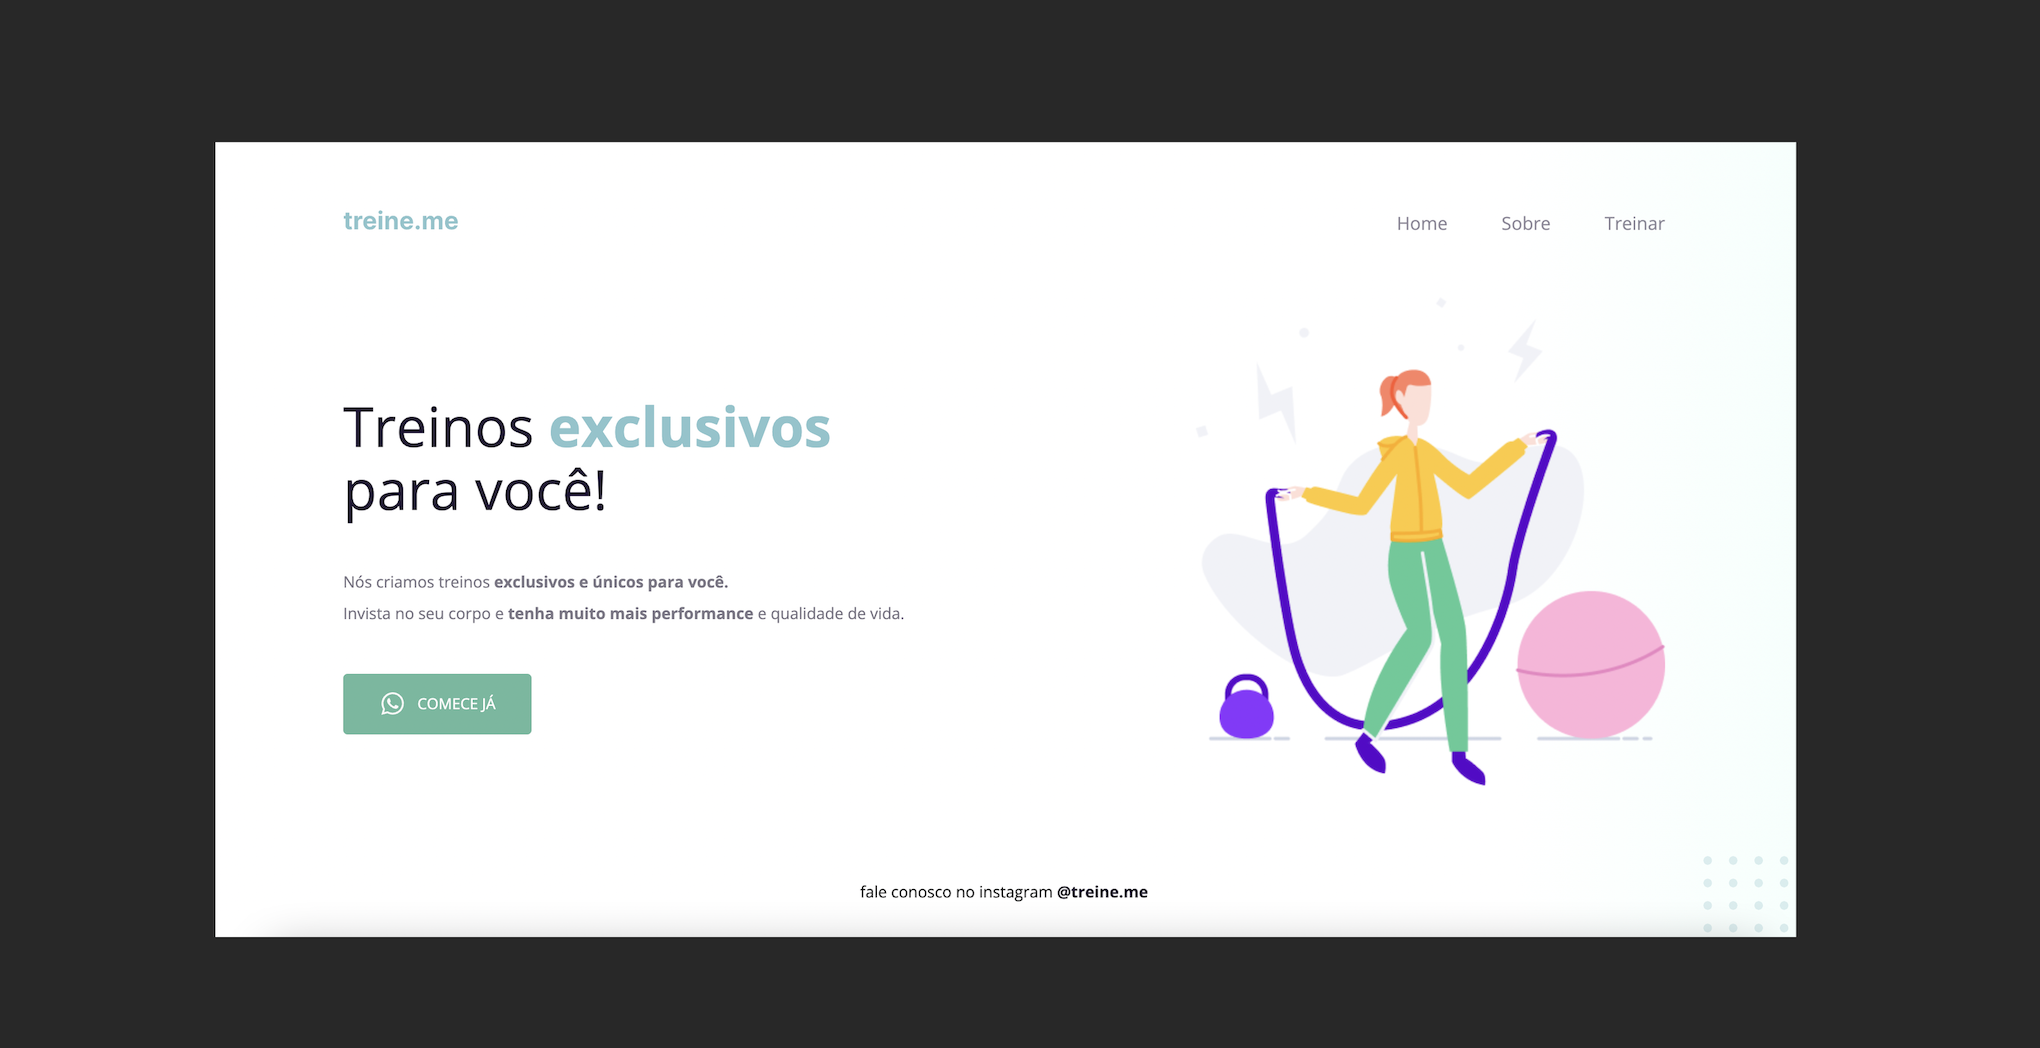 treine.me
Home Sobre Treinar
Treinos exclusivos
para você!
Nós criamos treinos exclusivos e únicos para você.
Invista no seu corpo e tenha muito mais performance e qualidade de vida.
COMECE JÁ
fale conosco no instagram @treine.me